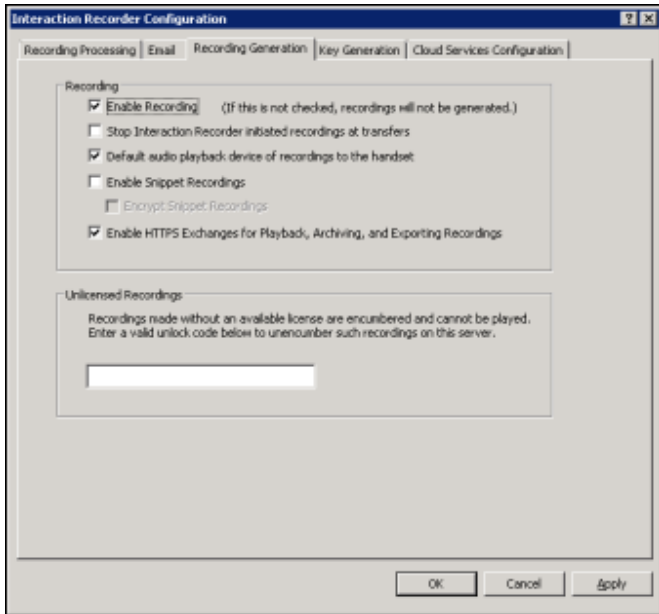 Interaction Recorder Configuration
Recording Processing Email Recording Generation Key Generation Cloud Services Configuration
Recording
Enable Recording (If this is not checked, recordings will not be generated.)
Stop Interaction Recorder initiated recordings at transfers
Default audio playback device of recordings to the handset
Enable Snippet Recordings
Encrypt Snippet Recordings
Enable HTTPS Exchanges for Playback, Archiving, and Exporting Recordings
Unlicensed Recordings
Recordings made without an available license are encumbered and cannot be played.
Enter a valid unlock code below to unencumber such recordings on this server.
OK Cancel Apply